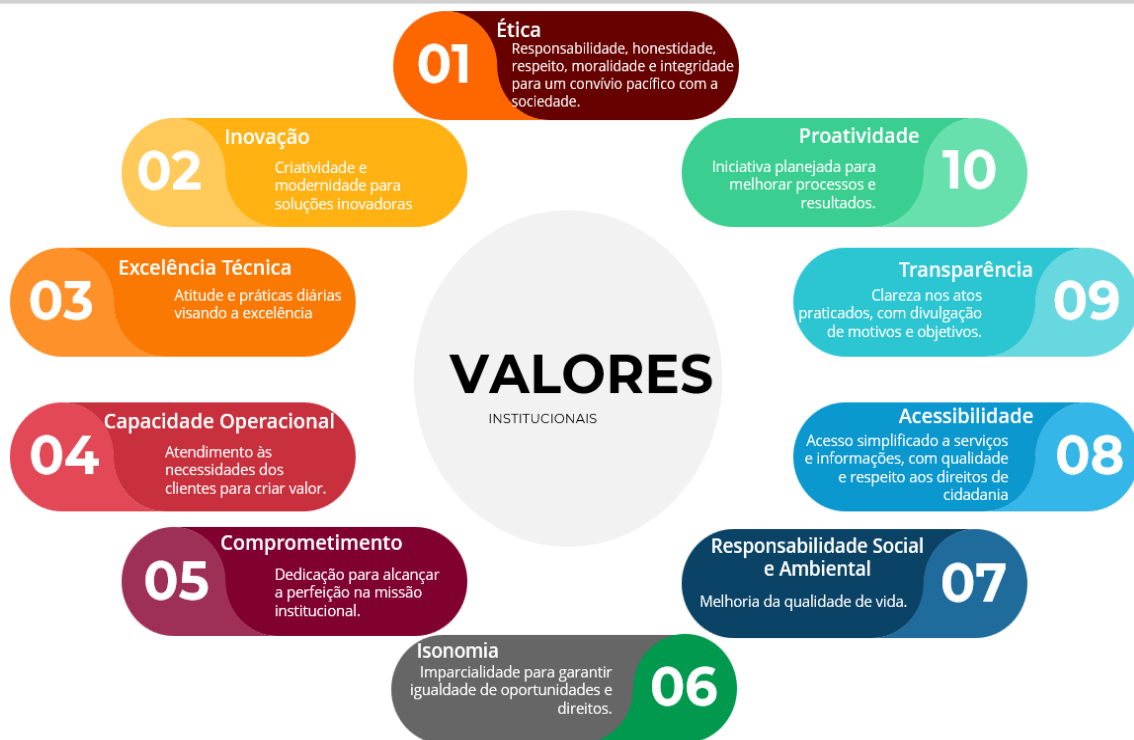 01
Ética
Responsabilidade, honestidade,
respeito, moralidade e integridade
para um convívio pacífico com a
sociedade.
02
Inovação
Criatividade e
modernidade para
soluções inovadoras
03
Excelência Técnica
Atitude e práticas diárias
visando a excelência
04
Capacidade Operacional
Atendimento às
necessidades dos
clientes para criar valor.
05
Comprometimento
Dedicação para alcançar
a perfeição na missão
institucional.
06
Isonomia
Imparcialidade para garantir
igualdade de oportunidades e
direitos.
07
Responsabilidade Social
e Ambiental
Melhoria da qualidade de vida.
08
Acessibilidade
Acesso simplificado a serviços
e informações, com qualidade
e respeito aos direitos de
cidadania
09
Transparência
Clareza nos atos
praticados, com divulgação
de motivos e objetivos.
10
Proatividade
Iniciativa planejada para
melhorar processos e
resultados.
VALORES
INSTITUCIONAIS